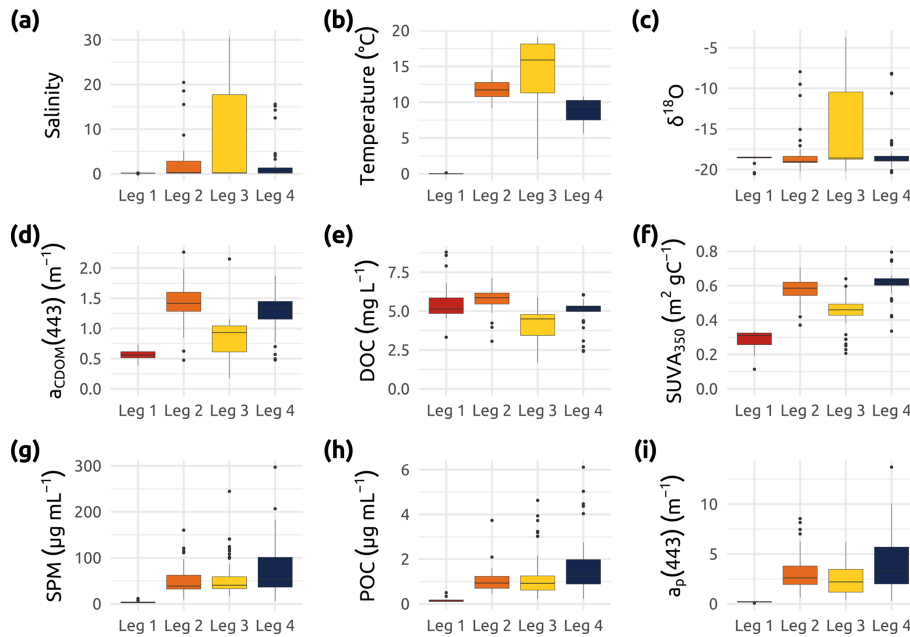 (a) (b) (c)
Salinity
30
20
10
0
Leg 1 Leg 2 Leg 3 Leg 4
Temperature (°C)
20
15
10
5
0
Leg 1 Leg 2 Leg 3 Leg 4
δ¹⁸O
-5
-10
-15
-20
Leg 1 Leg 2 Leg 3 Leg 4
(d) (e) (f)
a_CDOM(443) (m⁻¹)
2.0
1.5
1.0
0.5
0.0
Leg 1 Leg 2 Leg 3 Leg 4
DOC (mg L⁻¹)
7.5
5.0
2.5
0.0
Leg 1 Leg 2 Leg 3 Leg 4
SUVA₃₅₀ (m² gC⁻¹)
0.8
0.6
0.4
0.2
0.0
Leg 1 Leg 2 Leg 3 Leg 4
(g) (h) (i)
SPM (µg mL⁻¹)
300
200
100
0
Leg 1 Leg 2 Leg 3 Leg 4
POC (µg mL⁻¹)
6
4
2
0
Leg 1 Leg 2 Leg 3 Leg 4
aₚ(443) (m⁻¹)
10
5
0
Leg 1 Leg 2 Leg 3 Leg 4